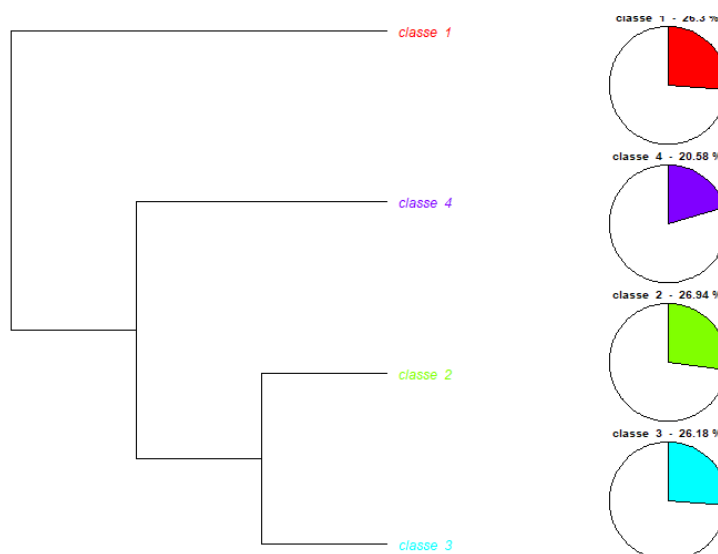 classe 1 - 26.3 %
classe 1
classe 4 - 20.58 %
classe 4
classe 2 - 26.94 %
classe 2
classe 3 - 26.18 %
classe 3